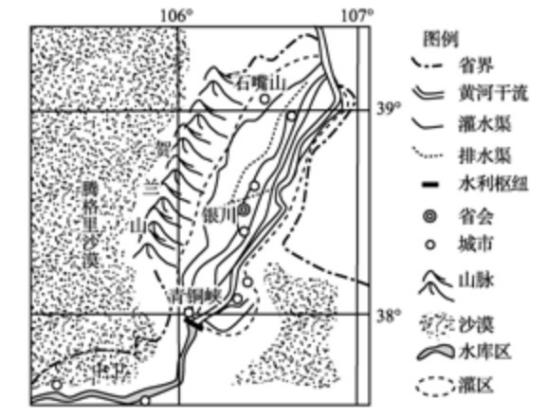 106°
107°
图例
省界
黄河干流
灌水渠
排水渠
水利枢纽
省会
城市
山脉
沙漠
水库区
灌区
石嘴山
39°
贺
兰
山
腾格里沙漠
银川
青铜峡
38°
中卫